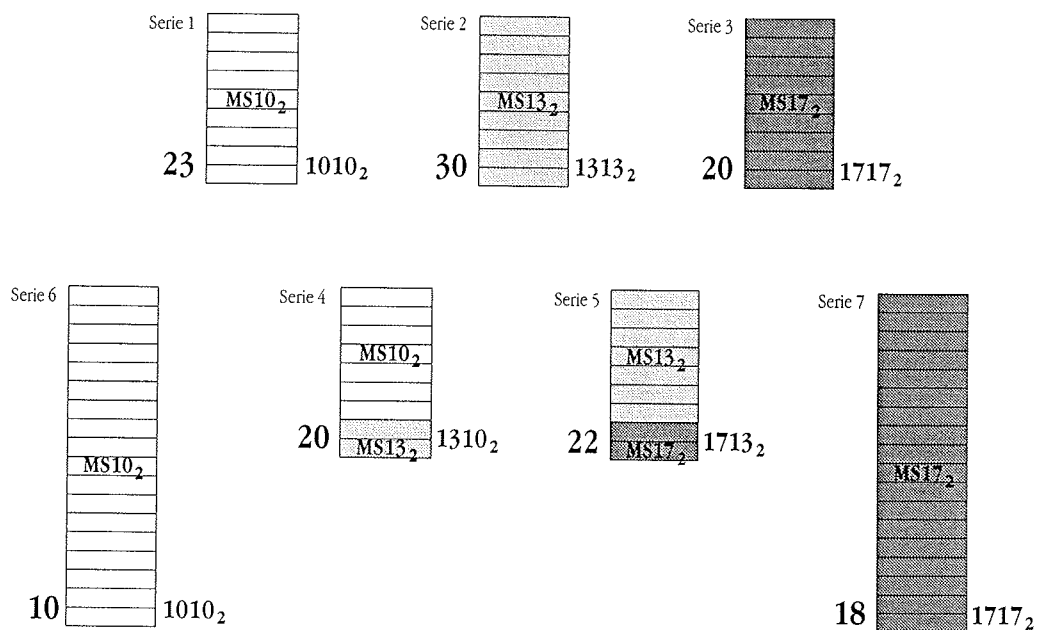 Serie 1
MS10₂
23
1010₂
Serie 2
MS13₂
30
1313₂
Serie 3
MS17₂
20
1717₂
Serie 6
MS10₂
10
1010₂
Serie 4
MS10₂
20
MS13₂
1310₂
Serie 5
MS13₂
22
MS17₂
1713₂
Serie 7
MS17₂
18
1717₂